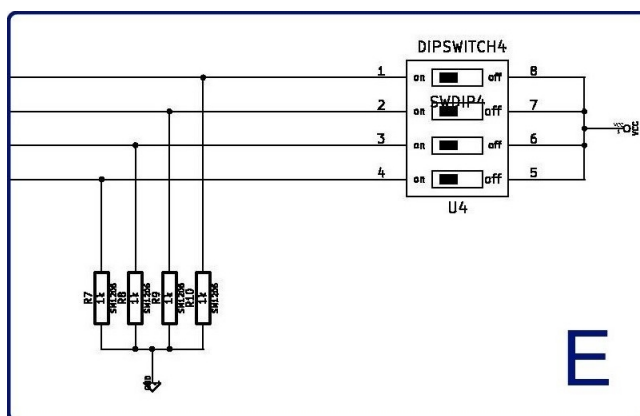 DIPSWITCH4
1 on off 8
SWDIP4
2 on off 7
3 on off 6
4 on off 5
U4
VCC
R7 1k SM1206
R8 1k SM1206
R9 1k SM1206
R10 1k SM1206
GND
E